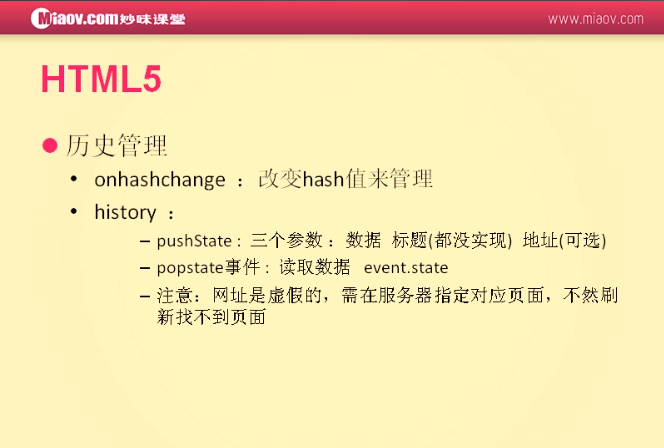 Miaov.com 妙味课堂
www.miaov.com
HTML5
历史管理
onhashchange ：改变hash值来管理
history ：
– pushState : 三个参数 ：数据 标题(都没实现) 地址(可选)
– popstate事件 : 读取数据 event.state
– 注意：网址是虚假的，需在服务器指定对应页面，不然刷
新找不到页面